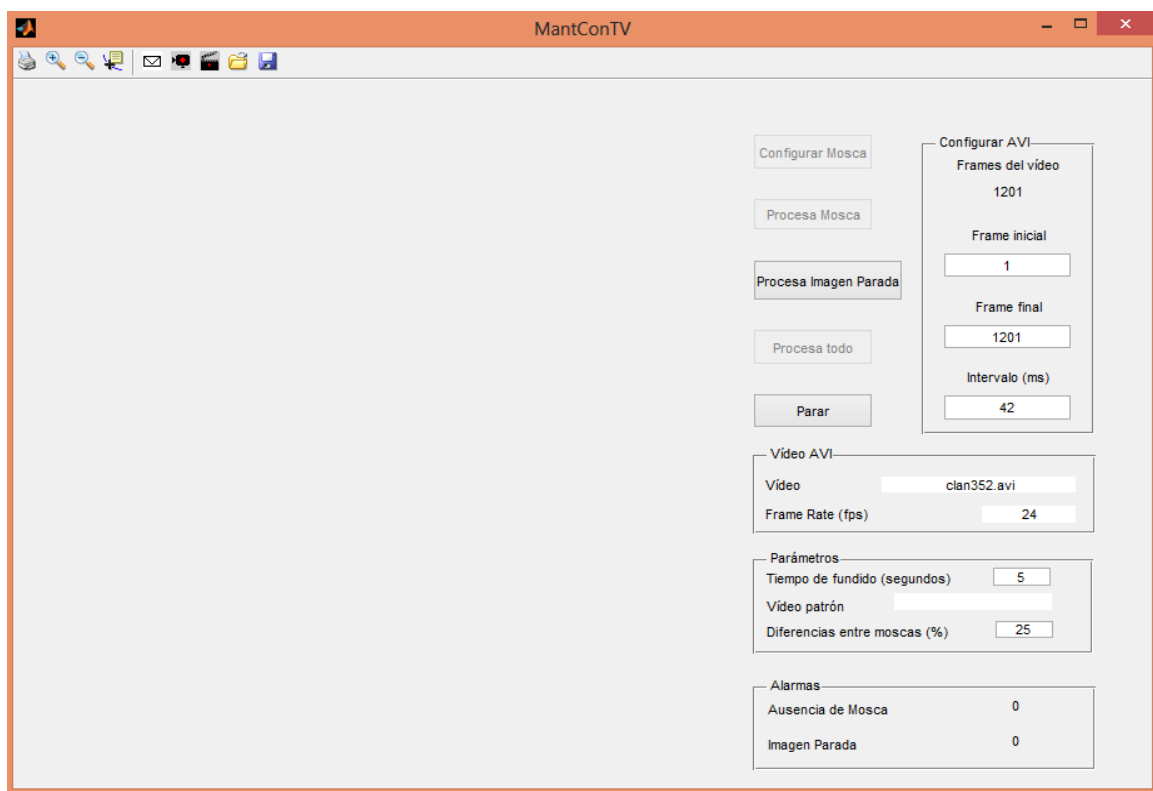 MantConTV
Configurar Mosca
Procesa Mosca
Procesa Imagen Parada
Procesa todo
Parar
Configurar AVI
Frames del vídeo
1201
Frame inicial
1
Frame final
1201
Intervalo (ms)
42
Vídeo AVI
Vídeo clan352.avi
Frame Rate (fps) 24
Parámetros
Tiempo de fundido (segundos) 5
Vídeo patrón
Diferencias entre moscas (%) 25
Alarmas
Ausencia de Mosca 0
Imagen Parada 0